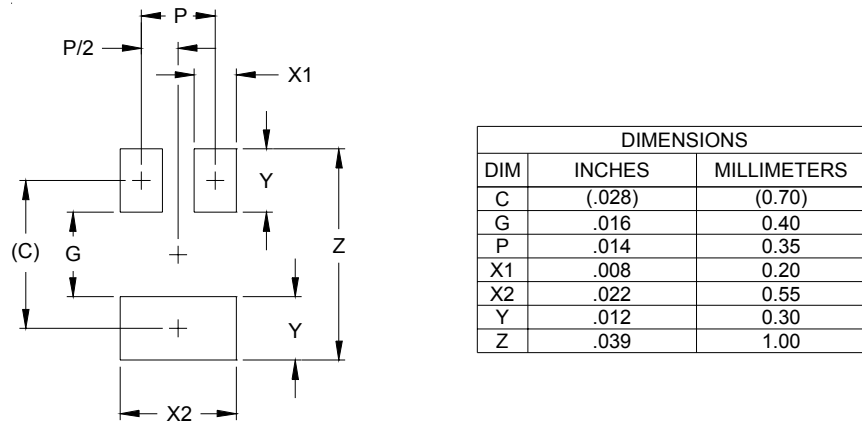 P
P/2
X1
Y
(C)
G
Z
Y
X2
DIMENSIONS
DIM INCHES MILLIMETERS
C (.028) (0.70)
G .016 0.40
P .014 0.35
X1 .008 0.20
X2 .022 0.55
Y .012 0.30
Z .039 1.00